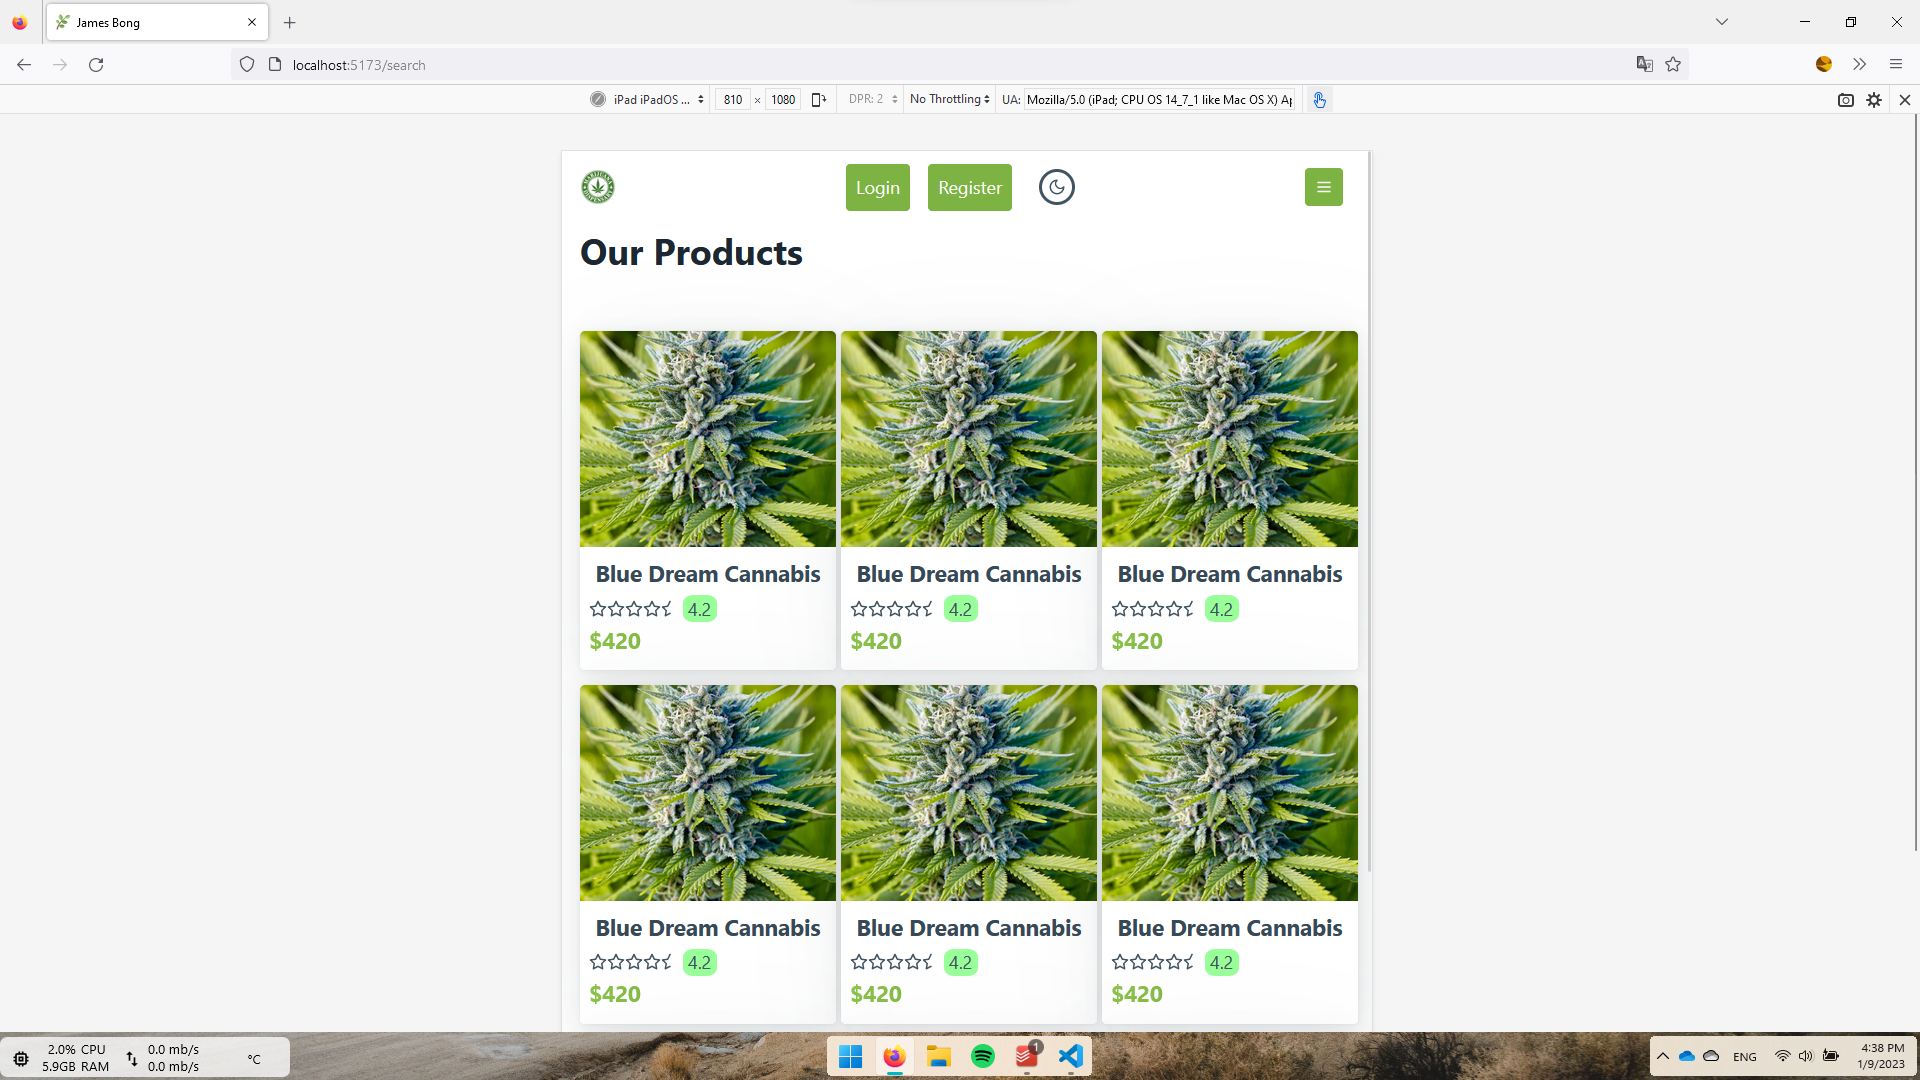 James Bong
localhost:5173/search
iPad iPadOS ...
810 × 1080
DPR: 2
No Throttling
UA: Mozilla/5.0 (iPad; CPU OS 14_7_1 like Mac OS X) Ap
Login
Register
Our Products
Blue Dream Cannabis
4.2
$420
Blue Dream Cannabis
4.2
$420
Blue Dream Cannabis
4.2
$420
Blue Dream Cannabis
4.2
$420
Blue Dream Cannabis
4.2
$420
Blue Dream Cannabis
4.2
$420
2.0% CPU
5.9GB RAM
0.0 mb/s
0.0 mb/s
°C
1
ENG
4:38 PM
1/9/2023